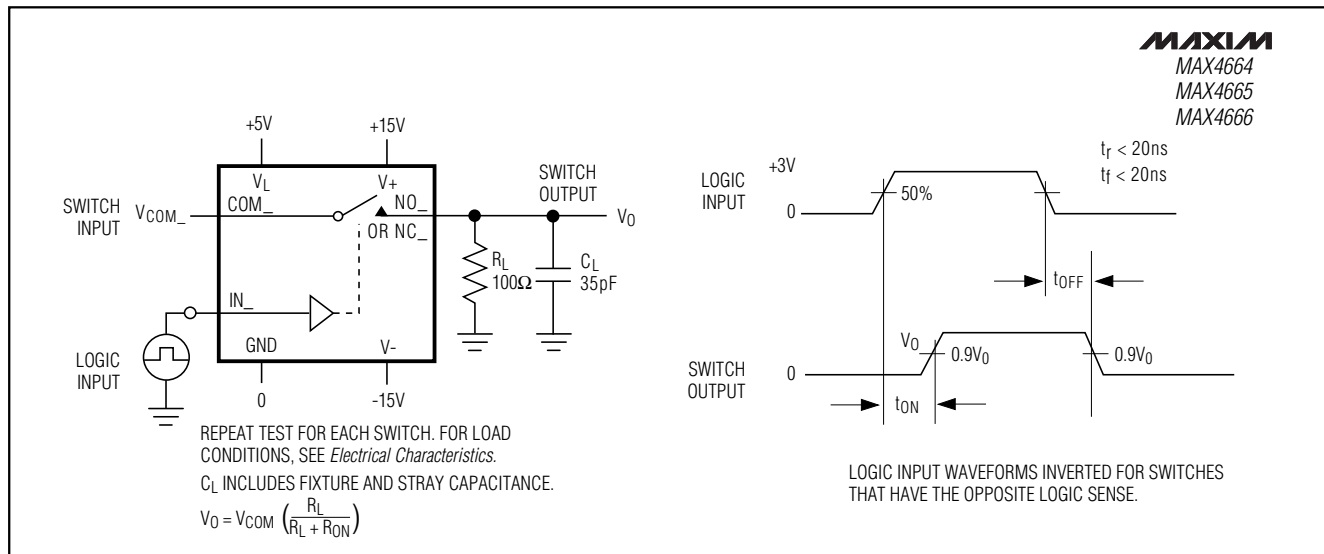 MAXIM
MAX4664
MAX4665
MAX4666
+5V
+15V
VL
V+
SWITCH
INPUT
VCOM_
COM_
NO_
OR NC_
SWITCH
OUTPUT
VO
RL
100Ω
CL
35pF
IN_
LOGIC
INPUT
GND
V-
0
-15V
REPEAT TEST FOR EACH SWITCH. FOR LOAD
CONDITIONS, SEE Electrical Characteristics.
CL INCLUDES FIXTURE AND STRAY CAPACITANCE.
VO = VCOM (RL / RL + RON)
tr < 20ns
tf < 20ns
LOGIC
INPUT
+3V
0
50%
tOFF
SWITCH
OUTPUT
VO
0
0.9V0
0.9V0
tON
LOGIC INPUT WAVEFORMS INVERTED FOR SWITCHES
THAT HAVE THE OPPOSITE LOGIC SENSE.